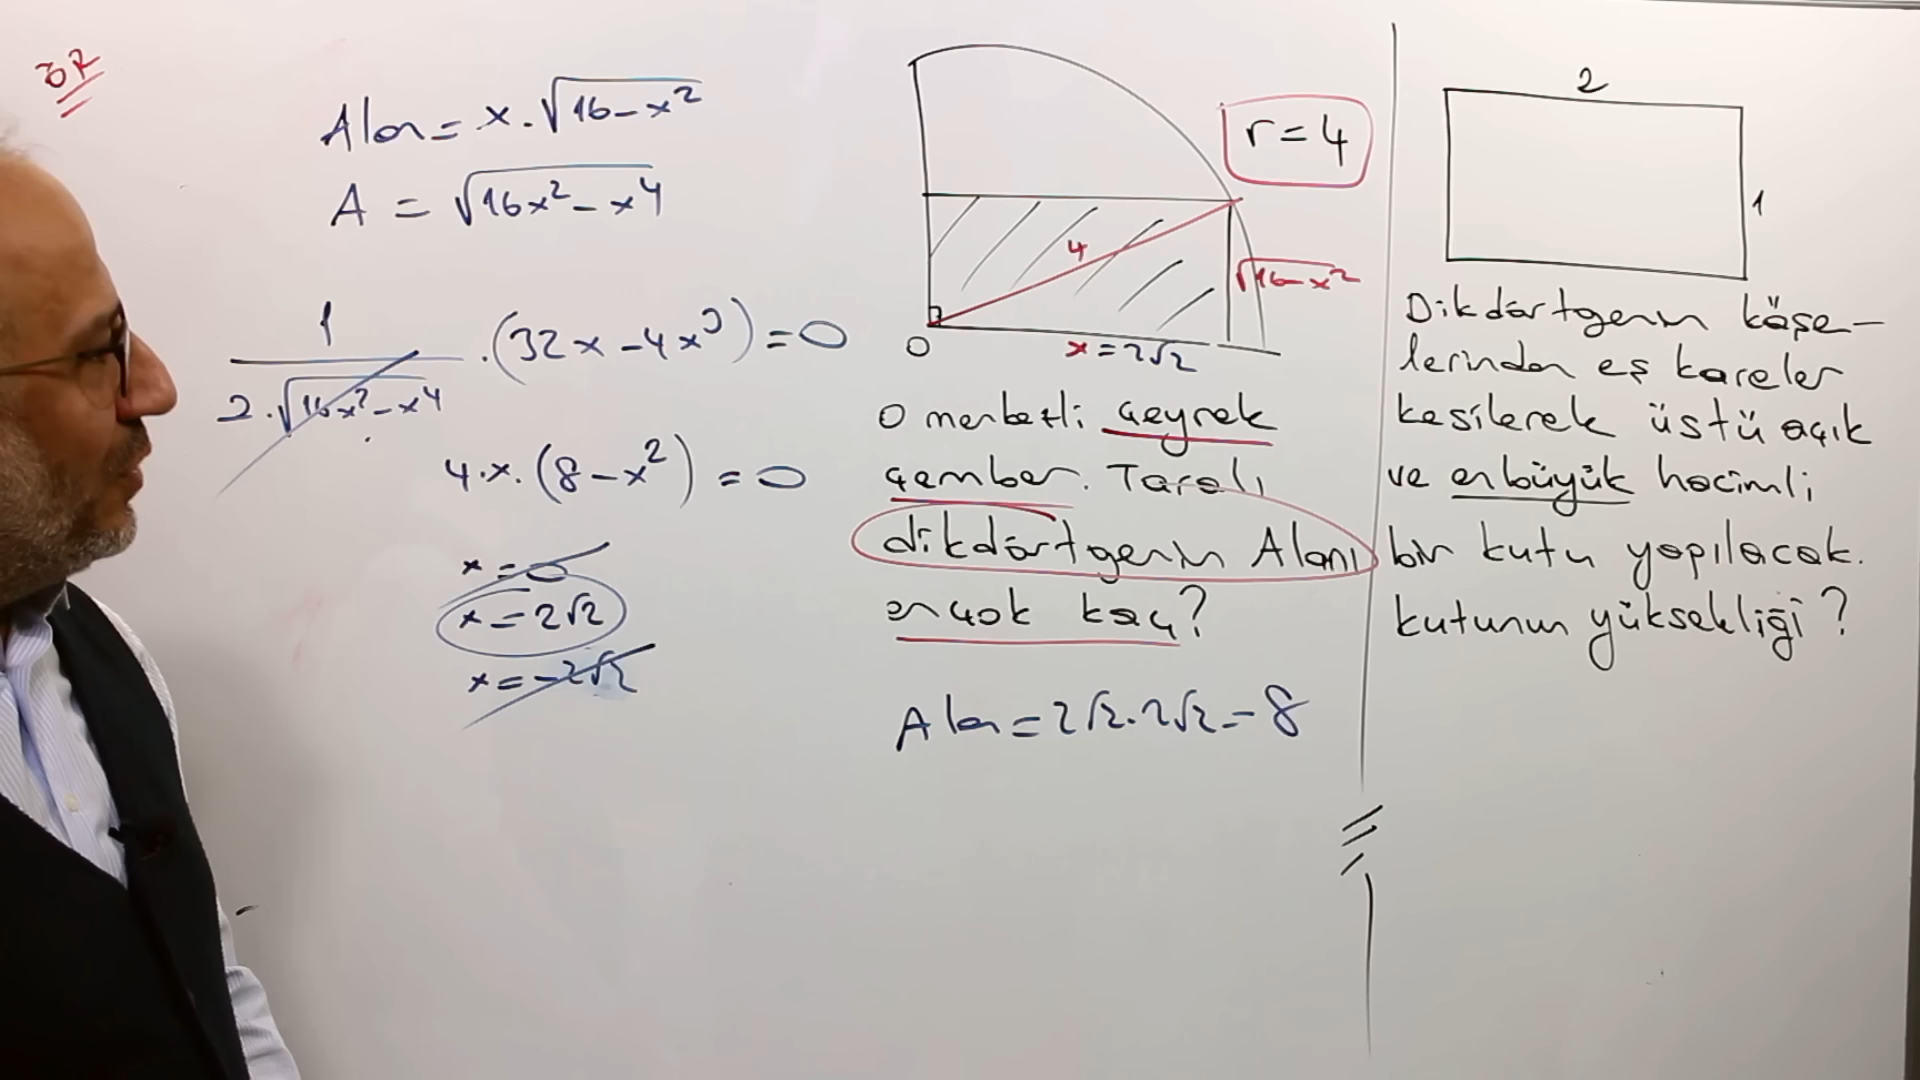 ÖR
Alan = x.√16-x²
A = √16x²-x⁴
1
2.√16x²-x⁴
.(32x-4x³)=0
4.x.(8-x²)=0
x=0
x=2√2
x=-2√2
r=4
4
√16-x²
O
x=2√2
O merkezli çeyrek
çember. Taralı
dikdörtgenin Alanı
en çok kaç?
Alan=2√2.2√2=8
2
1
Dikdörtgenin köşe-
lerinden eş kareler
kesilerek üstü açık
ve en büyük hacimli
bir kutu yapılacak.
kutunun yüksekliği?